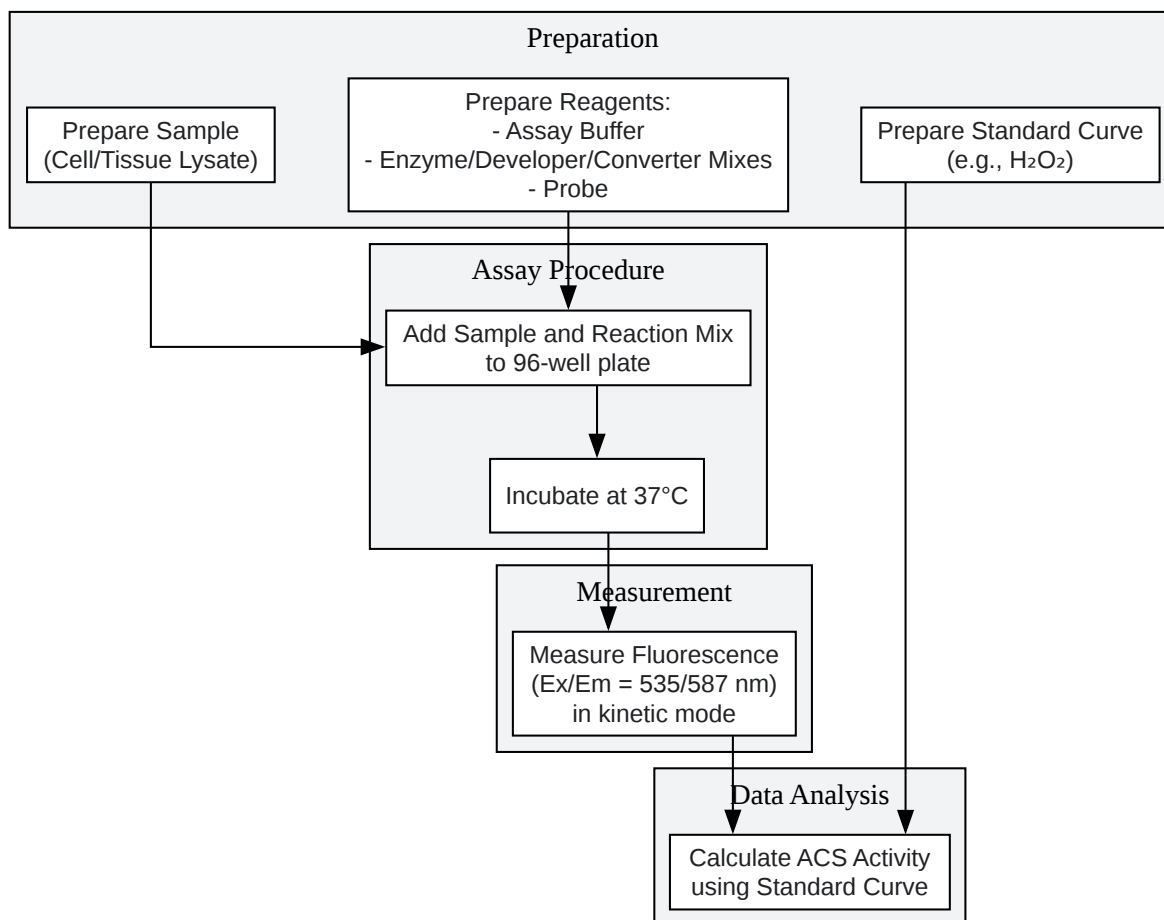 Preparation
Prepare Sample
(Cell/Tissue Lysate)
Prepare Reagents:
- Assay Buffer
- Enzyme/Developer/Converter Mixes
- Probe
Prepare Standard Curve
(e.g., H₂O₂)
Assay Procedure
Add Sample and Reaction Mix
to 96-well plate
Incubate at 37°C
Measurement
Measure Fluorescence
(Ex/Em = 535/587 nm)
in kinetic mode
Data Analysis
Calculate ACS Activity
using Standard Curve